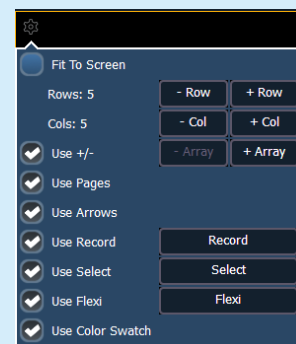 Fit To Screen
Rows: 5 - Row + Row
Cols: 5 - Col + Col
Use +/- - Array + Array
Use Pages
Use Arrows
Use Record Record
Use Select Select
Use Flexi Flexi
Use Color Swatch